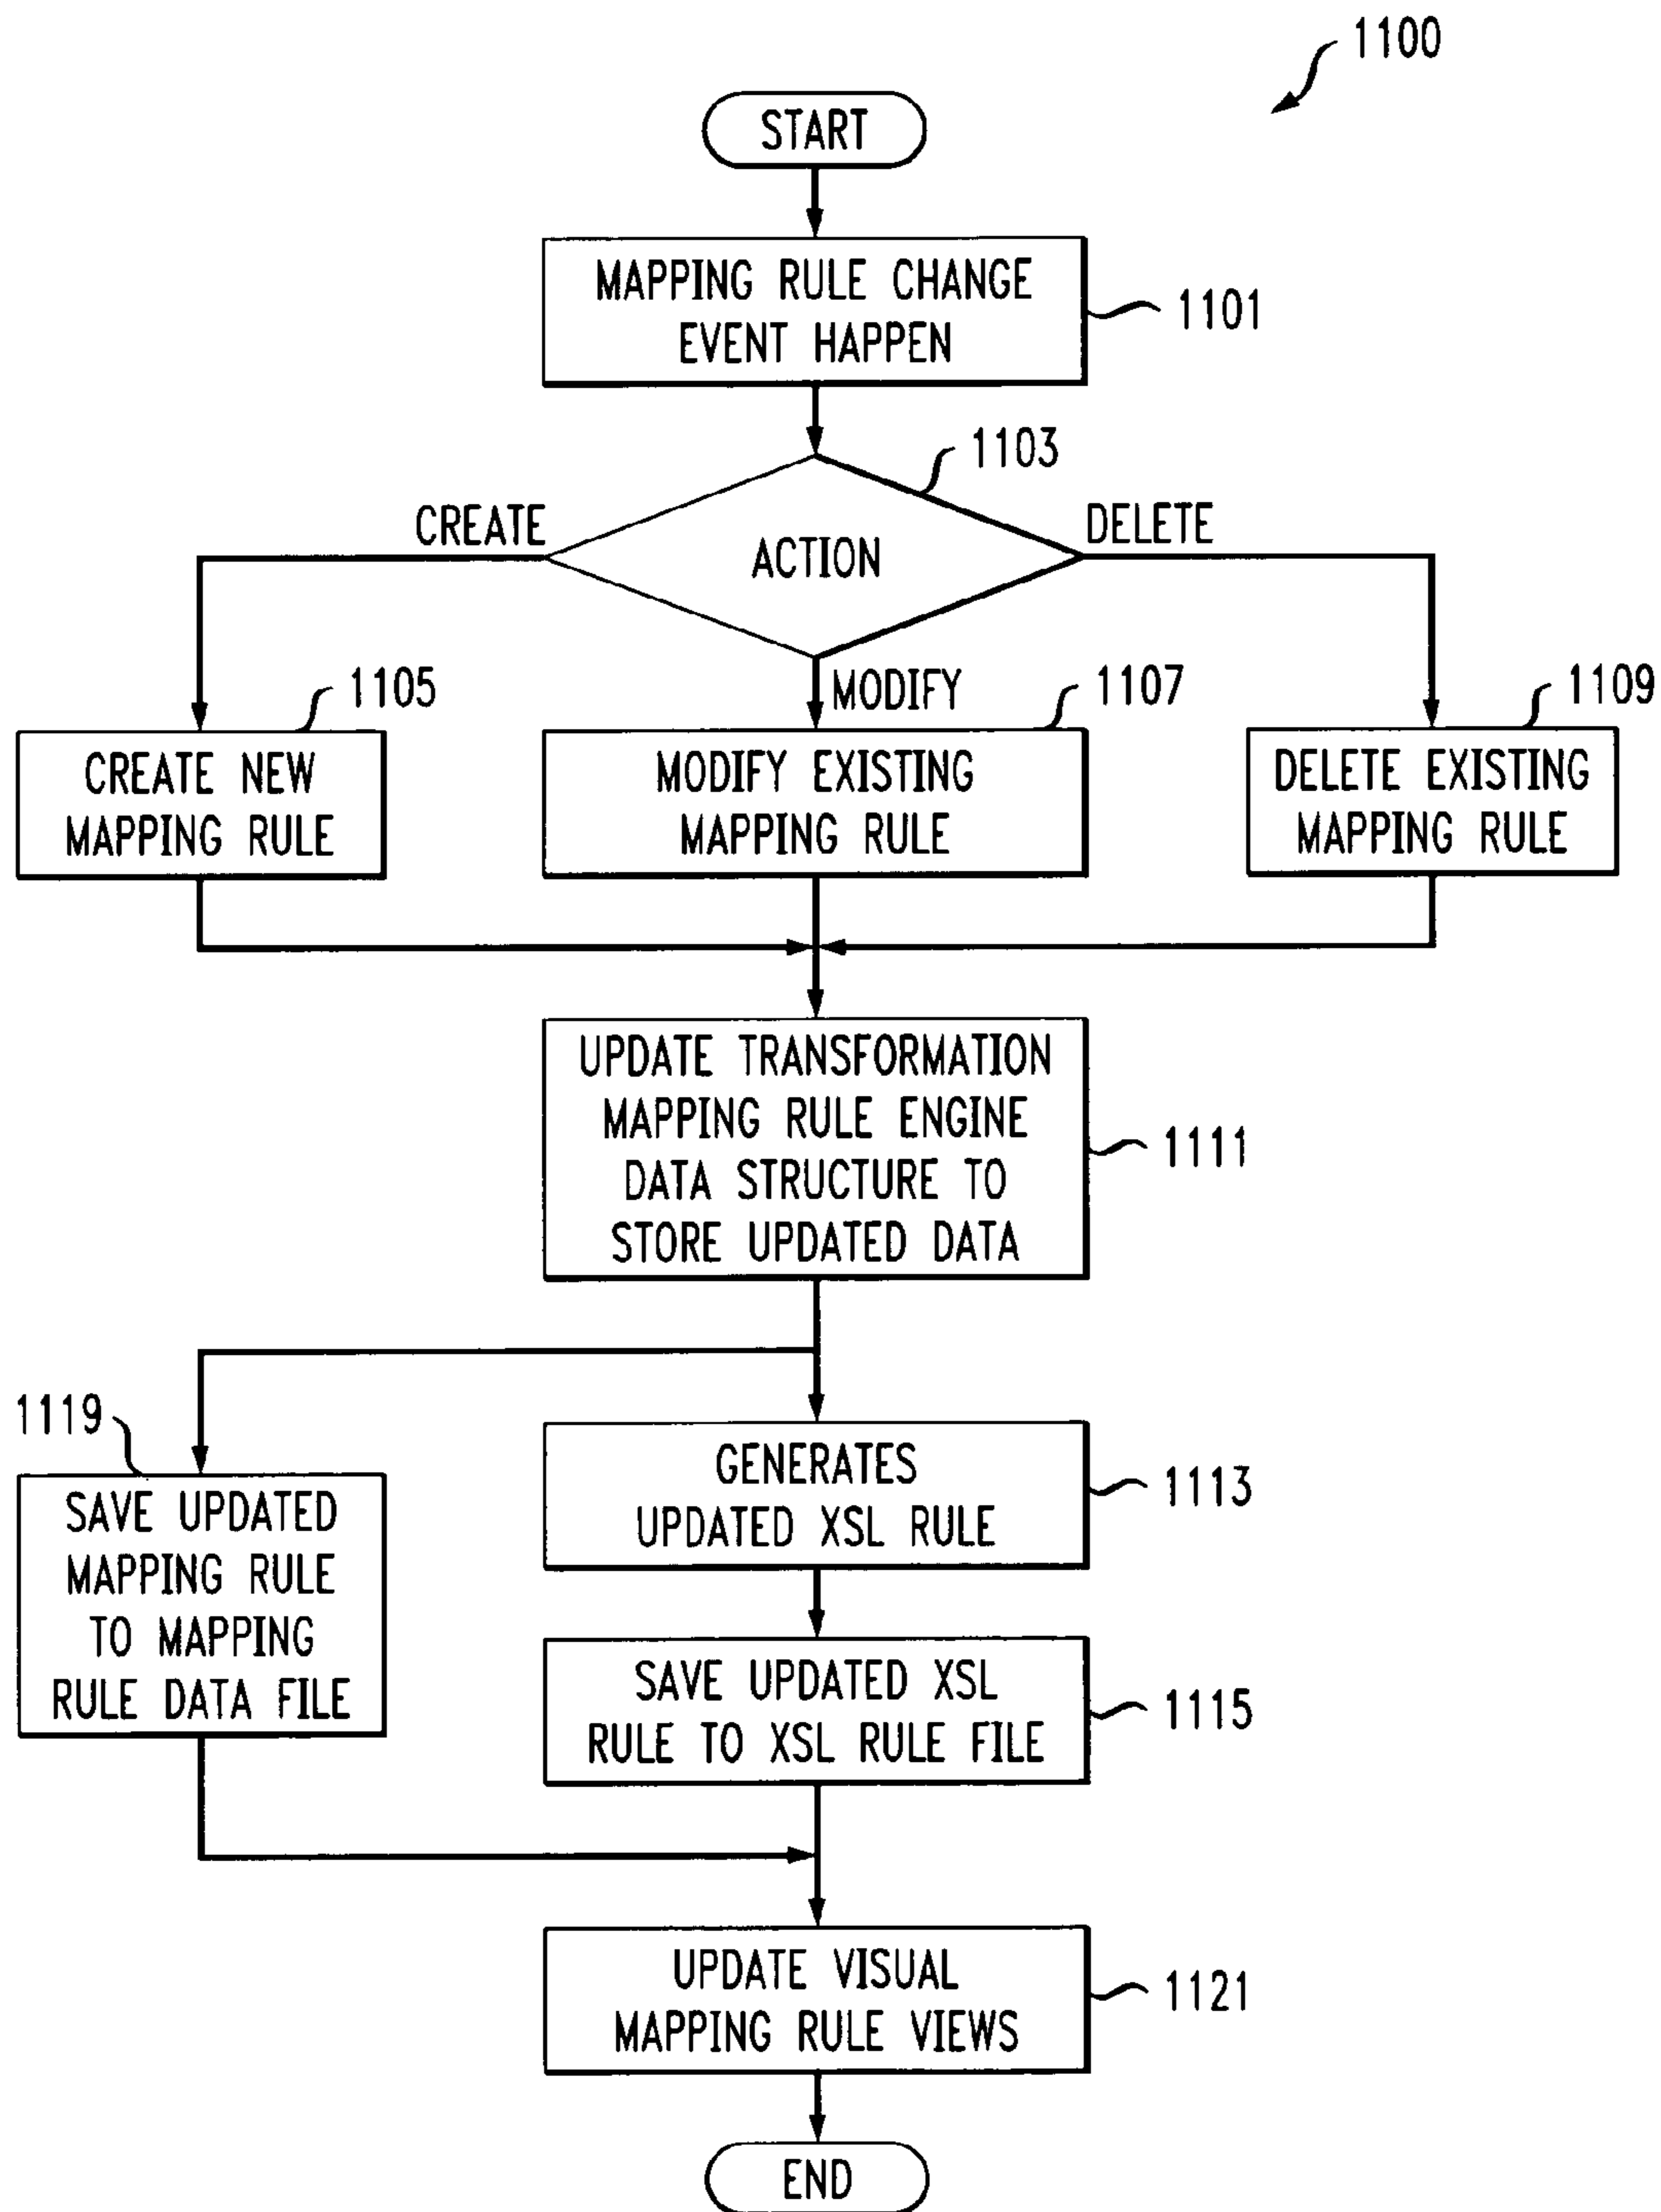 1100
START
MAPPING RULE CHANGE
EVENT HAPPEN
1101
1103
CREATE
ACTION
DELETE
MODIFY
1105
CREATE NEW
MAPPING RULE
1107
MODIFY EXISTING
MAPPING RULE
1109
DELETE EXISTING
MAPPING RULE
UPDATE TRANSFORMATION
MAPPING RULE ENGINE
DATA STRUCTURE TO
STORE UPDATED DATA
1111
1119
SAVE UPDATED
MAPPING RULE
TO MAPPING
RULE DATA FILE
GENERATES
UPDATED XSL RULE
1113
SAVE UPDATED XSL
RULE TO XSL RULE FILE
1115
UPDATE VISUAL
MAPPING RULE VIEWS
1121
END